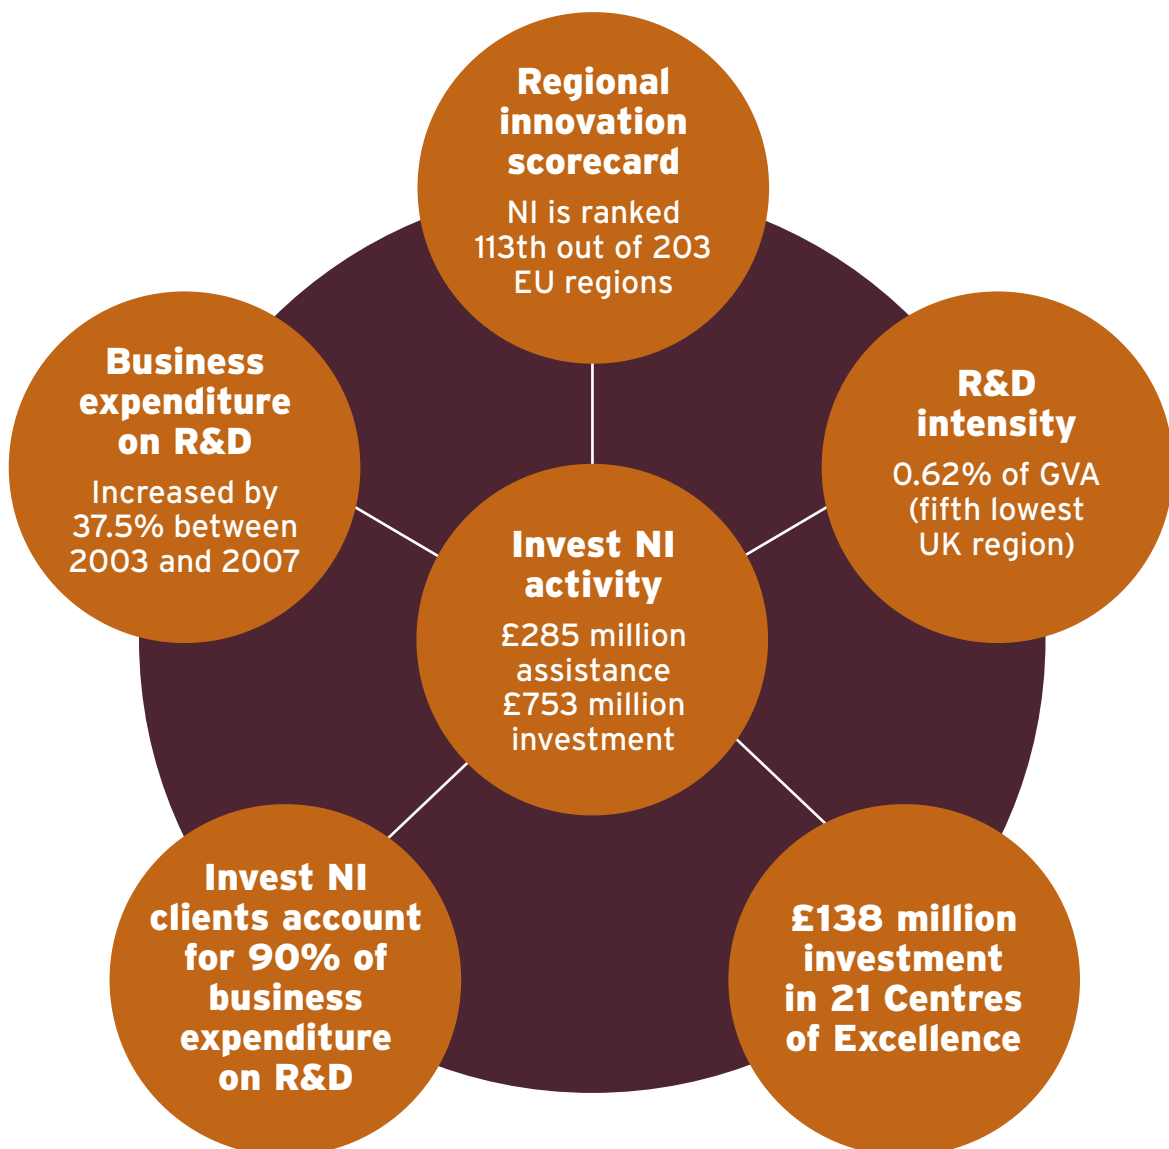 Regional
innovation
scorecard
NI is ranked
113th out of 203
EU regions
Business
expenditure
on R&D
Increased by
37.5% between
2003 and 2007
R&D
intensity
0.62% of GVA
(fifth lowest
UK region)
Invest NI
activity
£285 million
assistance
£753 million
investment
Invest NI
clients account
for 90% of
business
expenditure
on R&D
£138 million
investment
in 21 Centres
of Excellence